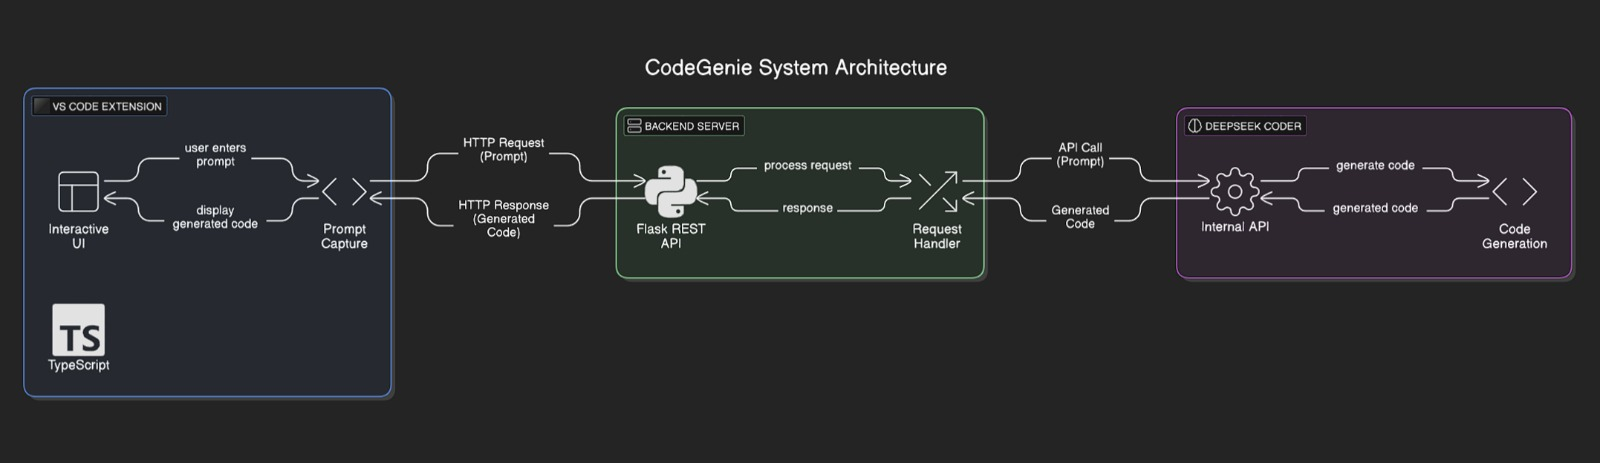 CodeGenie System Architecture
VS CODE EXTENSION
user enters
prompt
display
generated code
Interactive
UI
Prompt
Capture
TS
TypeScript
HTTP Request
(Prompt)
HTTP Response
(Generated
Code)
BACKEND SERVER
process request
response
Flask REST
API
Request
Handler
API Call
(Prompt)
Generated
Code
DEEPSEEK CODER
generate code
generated code
Internal API
Code
Generation